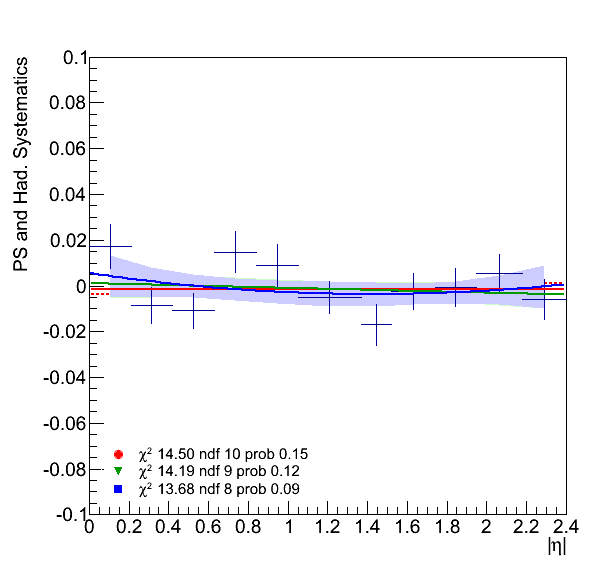 PS and Had. Systematics
0.1
0.08
0.06
0.04
0.02
0
-0.02
-0.04
-0.06
-0.08
-0.1
χ² 14.50 ndf 10 prob 0.15
χ² 14.19 ndf 9 prob 0.12
χ² 13.68 ndf 8 prob 0.09
0 0.2 0.4 0.6 0.8 1 1.2 1.4 1.6 1.8 2 2.2 2.4
|η|